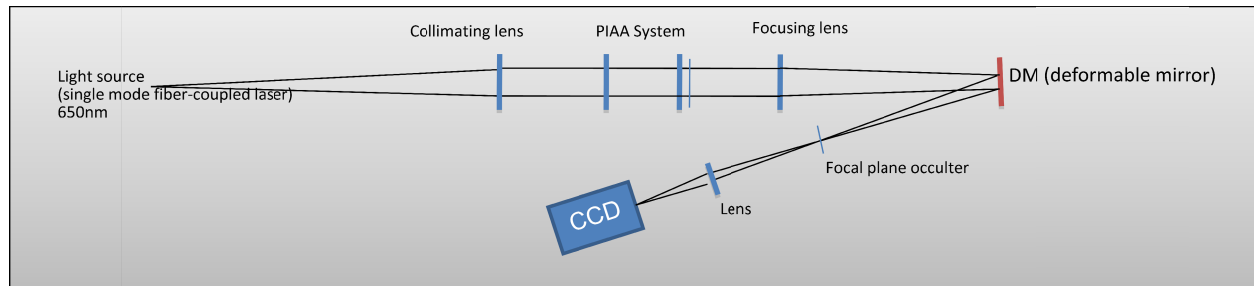 Collimating lens
PIAA System
Focusing lens
Light source
(single mode fiber-coupled laser)
650nm
DM (deformable mirror)
Focal plane occulter
Lens
CCD